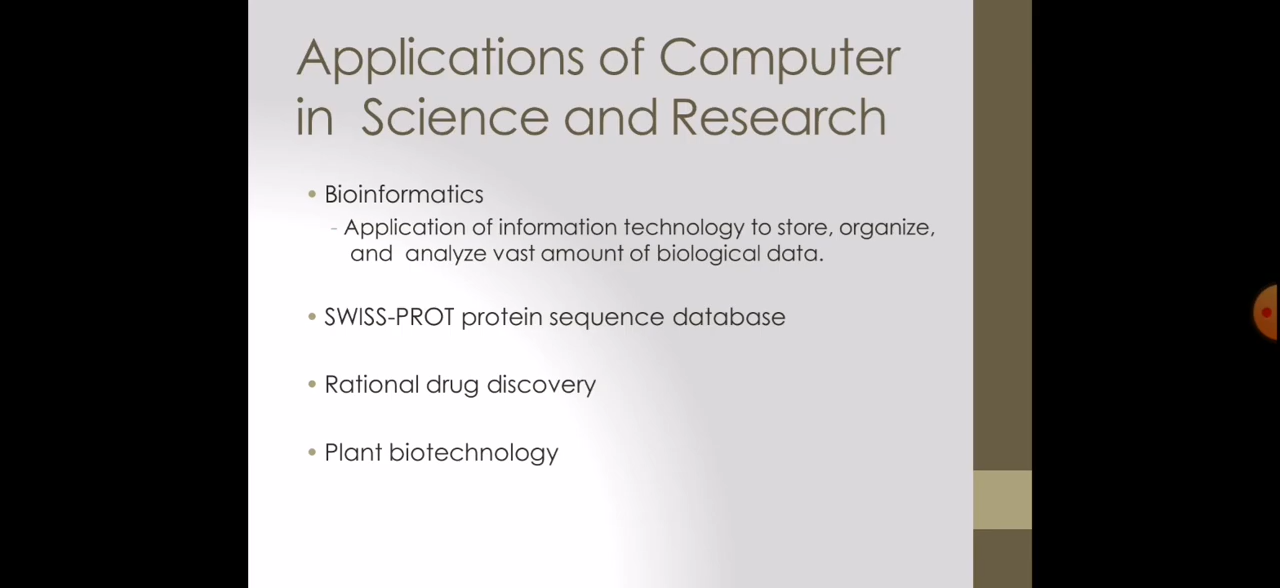 Applications of Computer
in Science and Research
• Bioinformatics
- Application of information technology to store, organize,
and analyze vast amount of biological data.
• SWISS-PROT protein sequence database
• Rational drug discovery
• Plant biotechnology